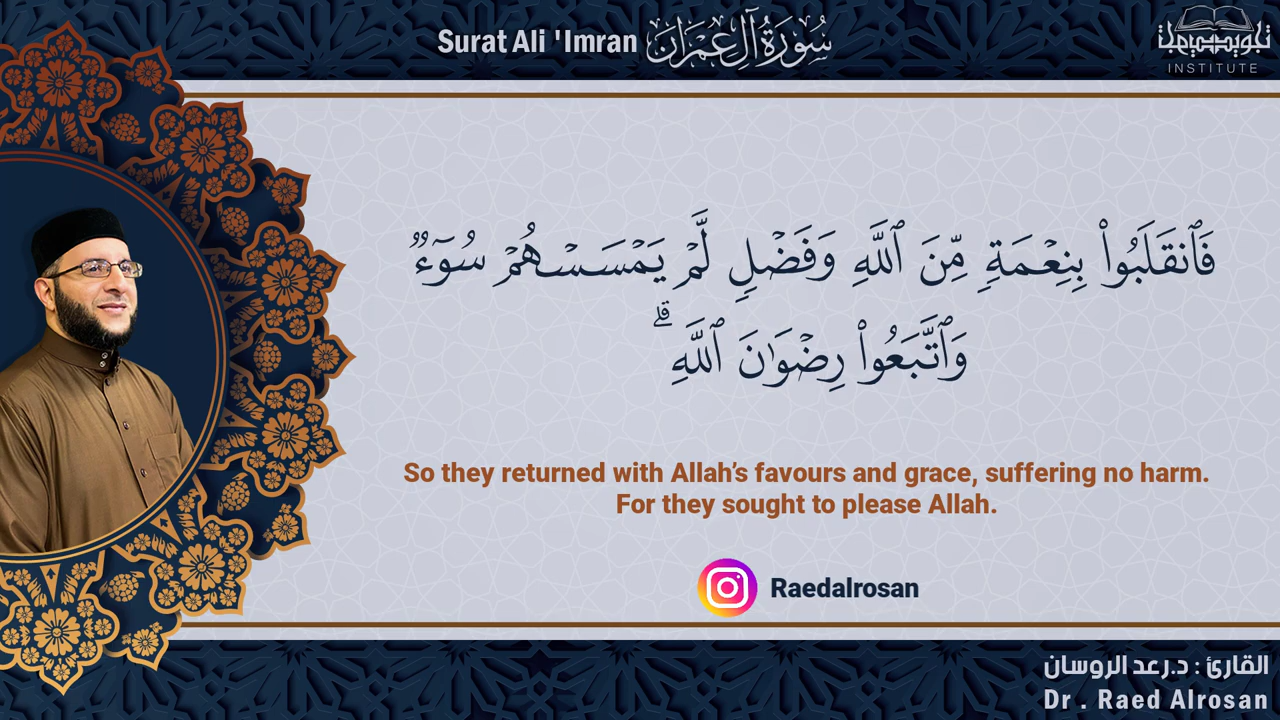 Surat Ali 'Imran سُورَةُ آلِ عِمْرَانَ
INSTITUTE
فَٱنقَلَبُوا۟ بِنِعْمَةٍ مِّنَ ٱللَّهِ وَفَضْلٍ لَّمْ يَمْسَسْهُمْ سُوٓءٌ
وَٱتَّبَعُوا۟ رِضْوَٰنَ ٱللَّهِ ۗ
So they returned with Allah’s favours and grace, suffering no harm.
For they sought to please Allah.
Raedalrosan
القارئ : د.رعد الروسان
Dr . Raed Alrosan